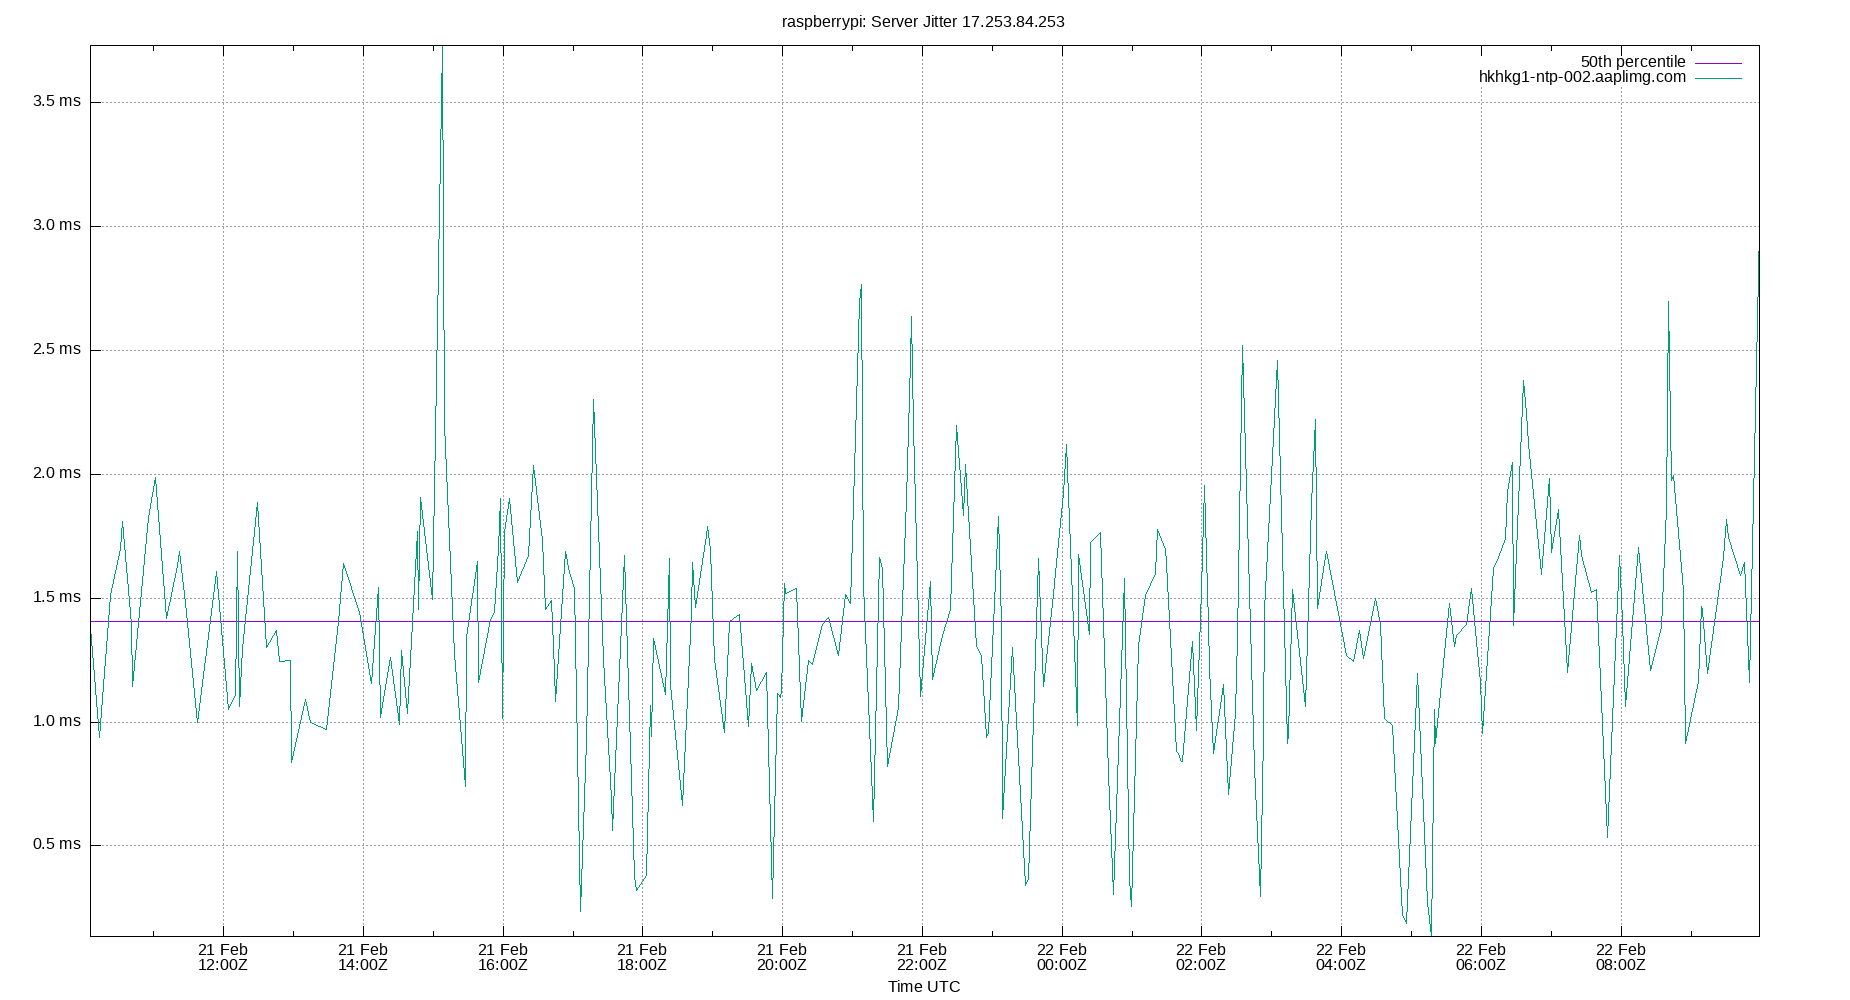 raspberrypi: Server Jitter 17.253.84.253
50th percentile
hkhkg1-ntp-002.aaplimg.com
3.5 ms
3.0 ms
2.5 ms
2.0 ms
1.5 ms
1.0 ms
0.5 ms
21 Feb 21 Feb 21 Feb 21 Feb 21 Feb 21 Feb 22 Feb 22 Feb 22 Feb 22 Feb 22 Feb
12:00Z 14:00Z 16:00Z 18:00Z 20:00Z 22:00Z 00:00Z 02:00Z 04:00Z 06:00Z 08:00Z
Time UTC